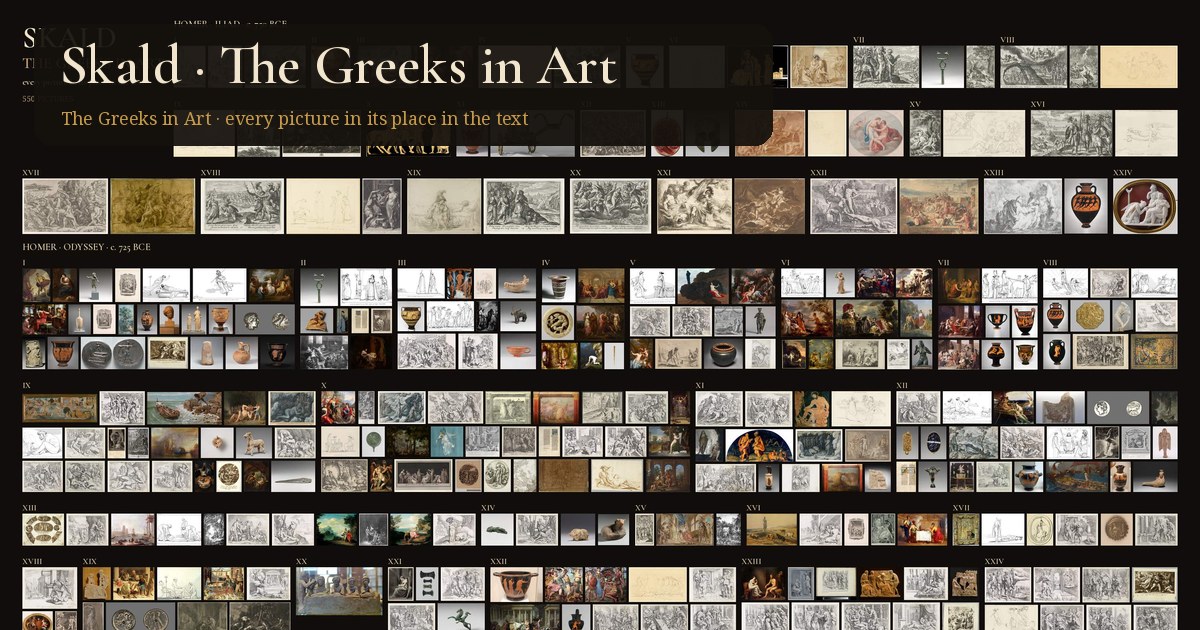 HOMER · ILIAD · c. 750 BCE
SKALD
Skald · The Greeks in Art
The Greeks in Art · every picture in its place in the text
VII
VIII
XV
XVI
XVII
XVIII
XIX
XX
XXI
XXII
XXIII
XXIV
HOMER · ODYSSEY · c. 725 BCE
I
II
III
IV
V
VI
VII
VIII
IX
X
XI
XII
XIII
XIV
XV
XVI
XVII
XVIII
XIX
XX
XXI
XXII
XXIII
XXIV